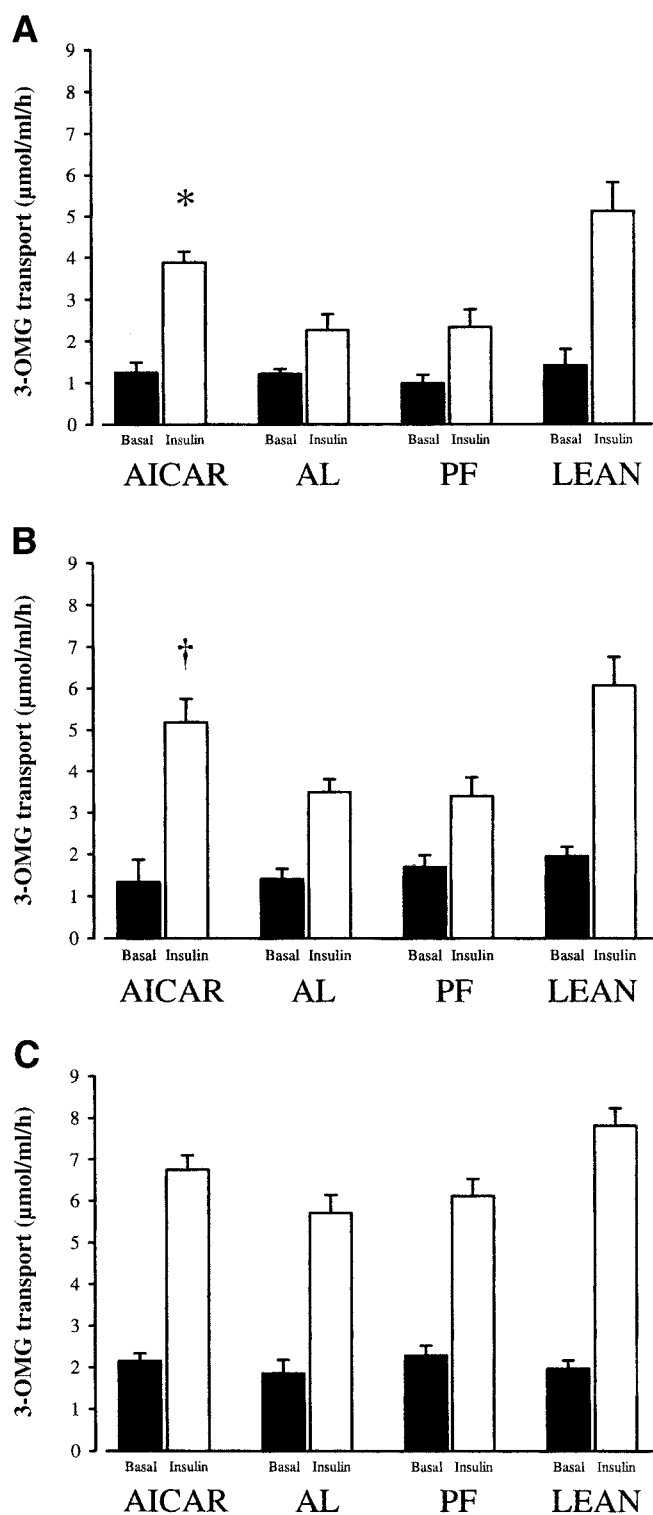 A
3-OMG transport (μmol/ml/h)
9
8
7
6
5
4
3
2
1
0
*
Basal Insulin Basal Insulin Basal Insulin Basal Insulin
AICAR AL PF LEAN
B
3-OMG transport (μmol/ml/h)
9
8
7
6
5
4
3
2
1
0
†
Basal Insulin Basal Insulin Basal Insulin Basal Insulin
AICAR AL PF LEAN
C
3-OMG transport (μmol/ml/h)
9
8
7
6
5
4
3
2
1
0
Basal Insulin Basal Insulin Basal Insulin Basal Insulin
AICAR AL PF LEAN